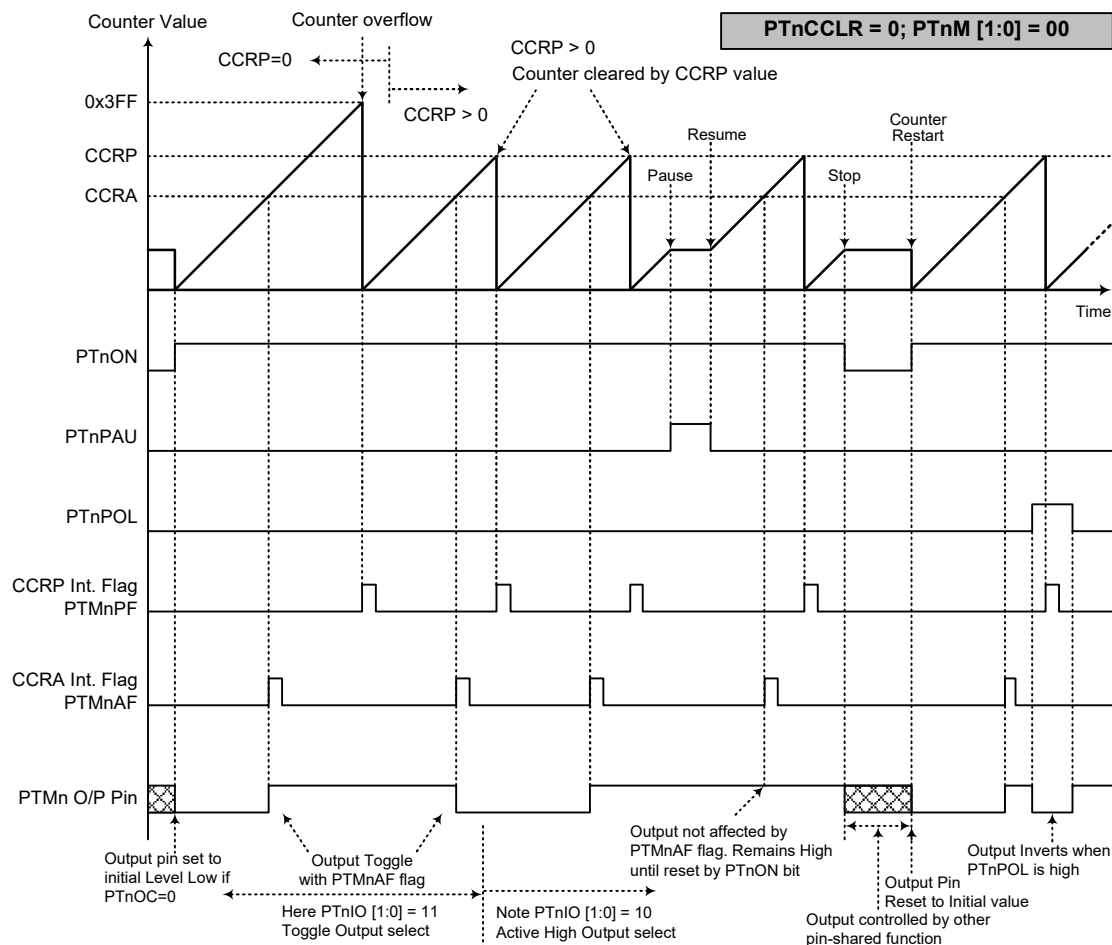 Counter Value
Counter overflow
PTnCCLR = 0; PTnM [1:0] = 00
CCRP=0
CCRP > 0
CCRP > 0
Counter cleared by CCRP value
0x3FF
CCRP
CCRA
Pause
Resume
Stop
Counter
Restart
Time
PTnON
PTnPAU
PTnPOL
CCRP Int. Flag
PTMnPF
CCRA Int. Flag
PTMnAF
PTMn O/P Pin
Output pin set to
initial Level Low if
PTnOC=0
Output Toggle
with PTMnAF flag
Here PTnIO [1:0] = 11
Toggle Output select
Note PTnIO [1:0] = 10
Active High Output select
Output not affected by
PTMnAF flag. Remains High
until reset by PTnON bit
Output Pin
Reset to Initial value
Output controlled by other
pin-shared function
Output Inverts when
PTnPOL is high